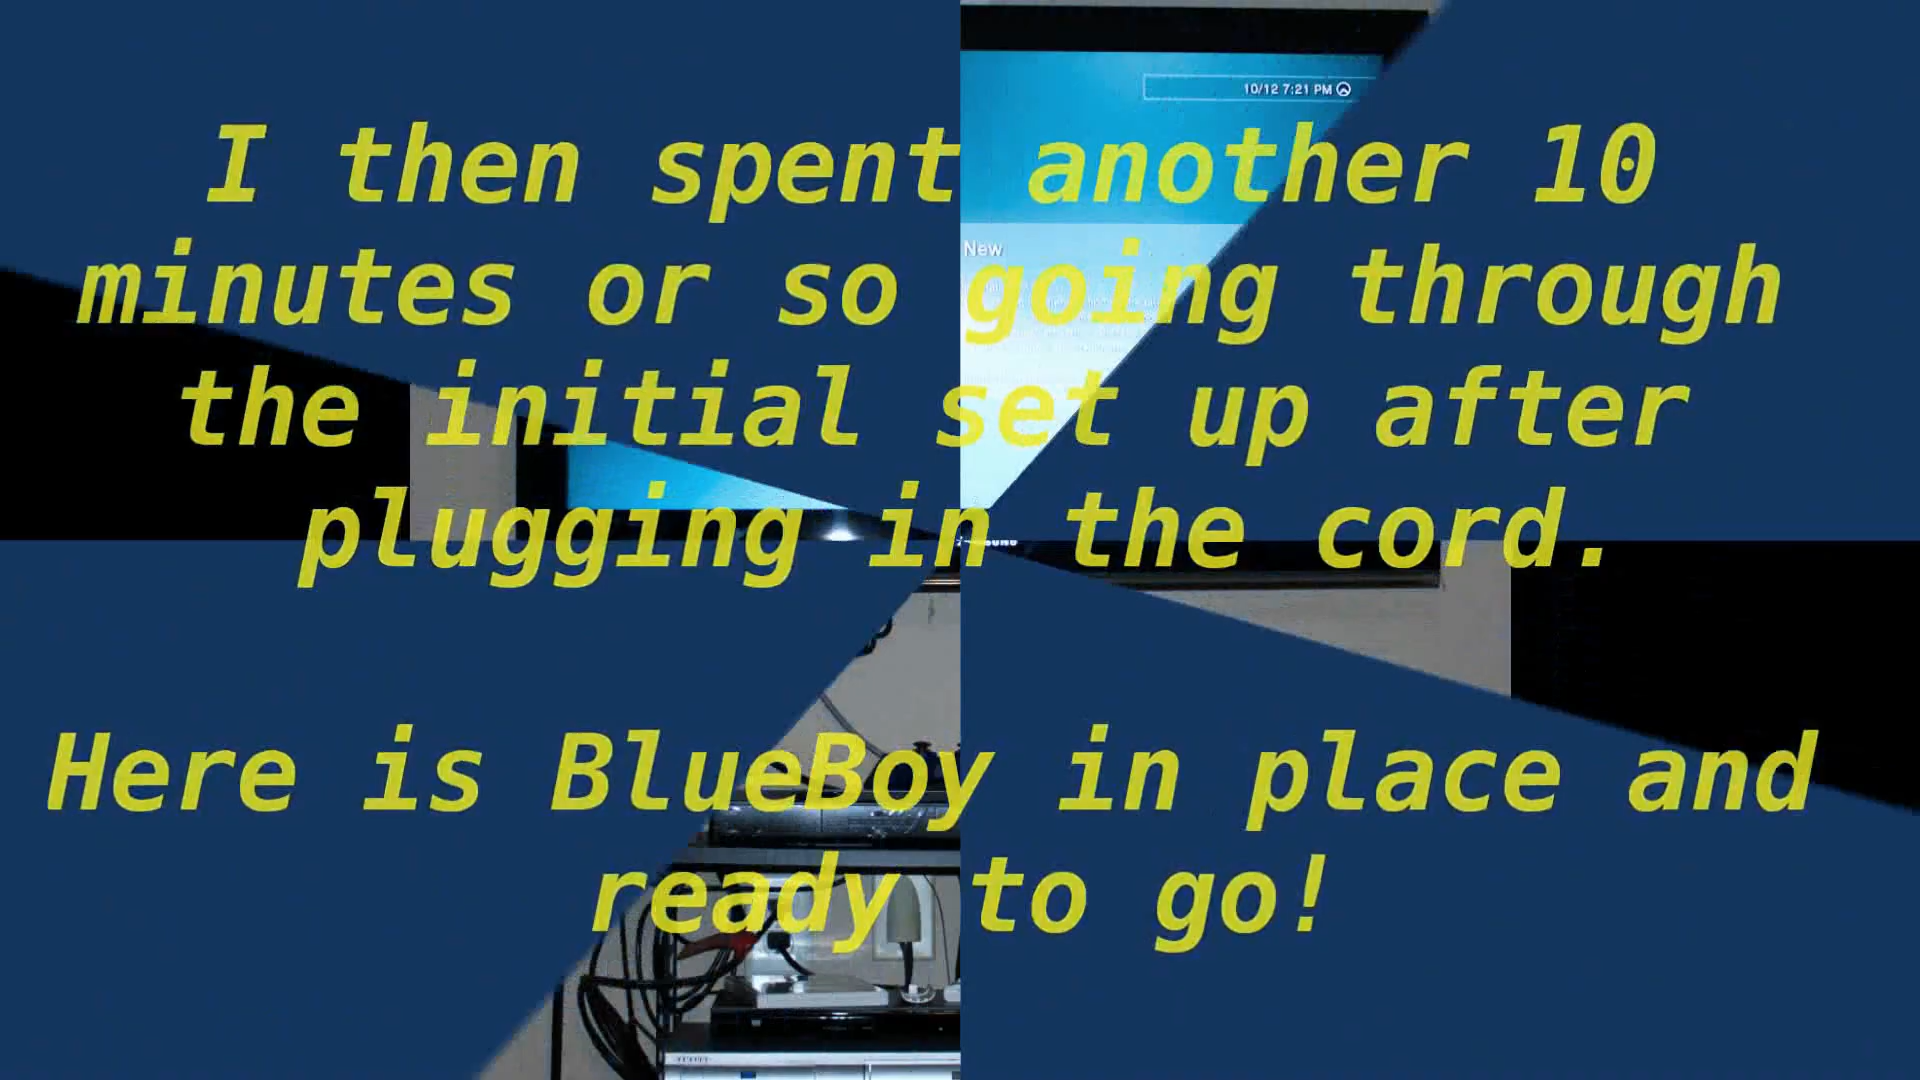 10/12 7:21 PM
I then spent another 10
minutes or so going through
New
the initial set up after
plugging in the cord.
Here is BlueBoy in place and
ready to go!